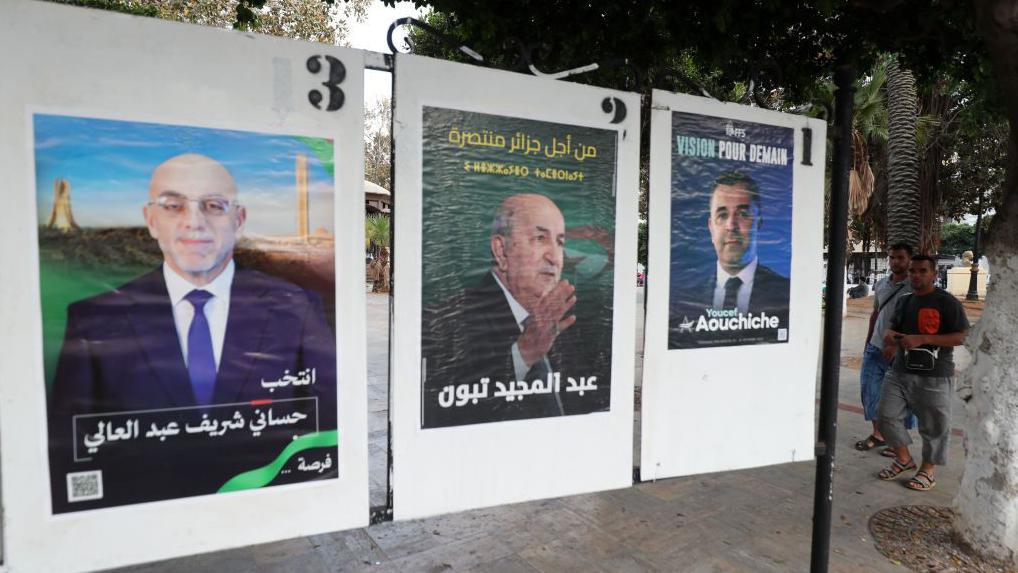 3
انتخب
حساني شريف عبد العالي
فرصة ...
2
من أجل جزائر منتصرة
عبد المجيد تبون
1
FFS
VISION POUR DEMAIN
Youcef
Aouchiche